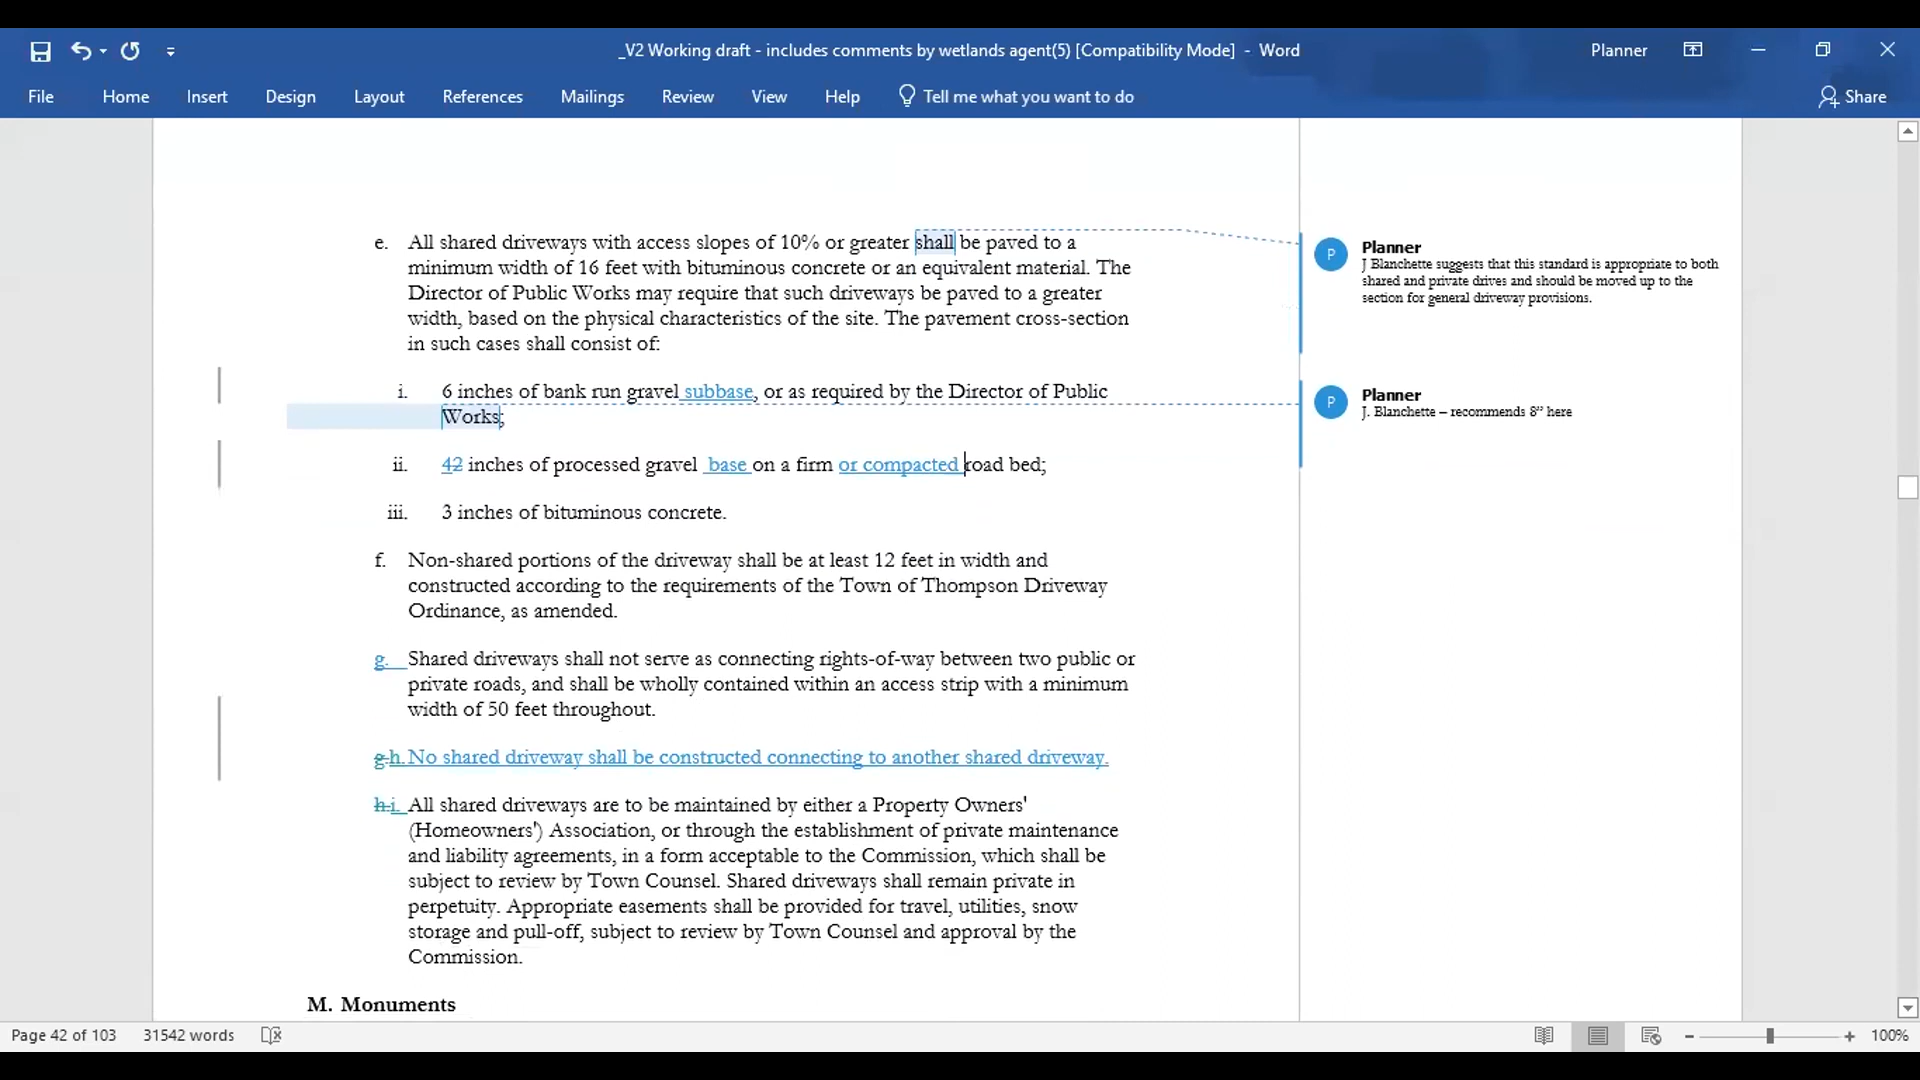 _V2 Working draft - includes comments by wetlands agent(5) [Compatibility Mode] - Word
Planner
File Home Insert Design Layout References Mailings Review View Help Tell me what you want to do Share
e. All shared driveways with access slopes of 10% or greater shall be paved to a
minimum width of 16 feet with bituminous concrete or an equivalent material. The
Director of Public Works may require that such driveways be paved to a greater
width, based on the physical characteristics of the site. The pavement cross-section
in such cases shall consist of:
i. 6 inches of bank run gravel subbase, or as required by the Director of Public
Works;
ii. 42 inches of processed gravel base on a firm or compacted road bed;
iii. 3 inches of bituminous concrete.
f. Non-shared portions of the driveway shall be at least 12 feet in width and
constructed according to the requirements of the Town of Thompson Driveway
Ordinance, as amended.
g. Shared driveways shall not serve as connecting rights-of-way between two public or
private roads, and shall be wholly contained within an access strip with a minimum
width of 50 feet throughout.
g.h. No shared driveway shall be constructed connecting to another shared driveway.
h.i. All shared driveways are to be maintained by either a Property Owners'
(Homeowners') Association, or through the establishment of private maintenance
and liability agreements, in a form acceptable to the Commission, which shall be
subject to review by Town Counsel. Shared driveways shall remain private in
perpetuity. Appropriate easements shall be provided for travel, utilities, snow
storage and pull-off, subject to review by Town Counsel and approval by the
Commission.
M. Monuments
P
Planner
J Blanchette suggests that this standard is appropriate to both
shared and private drives and should be moved up to the
section for general driveway provisions.
P
Planner
J. Blanchette – recommends 8” here
Page 42 of 103 31542 words
100%